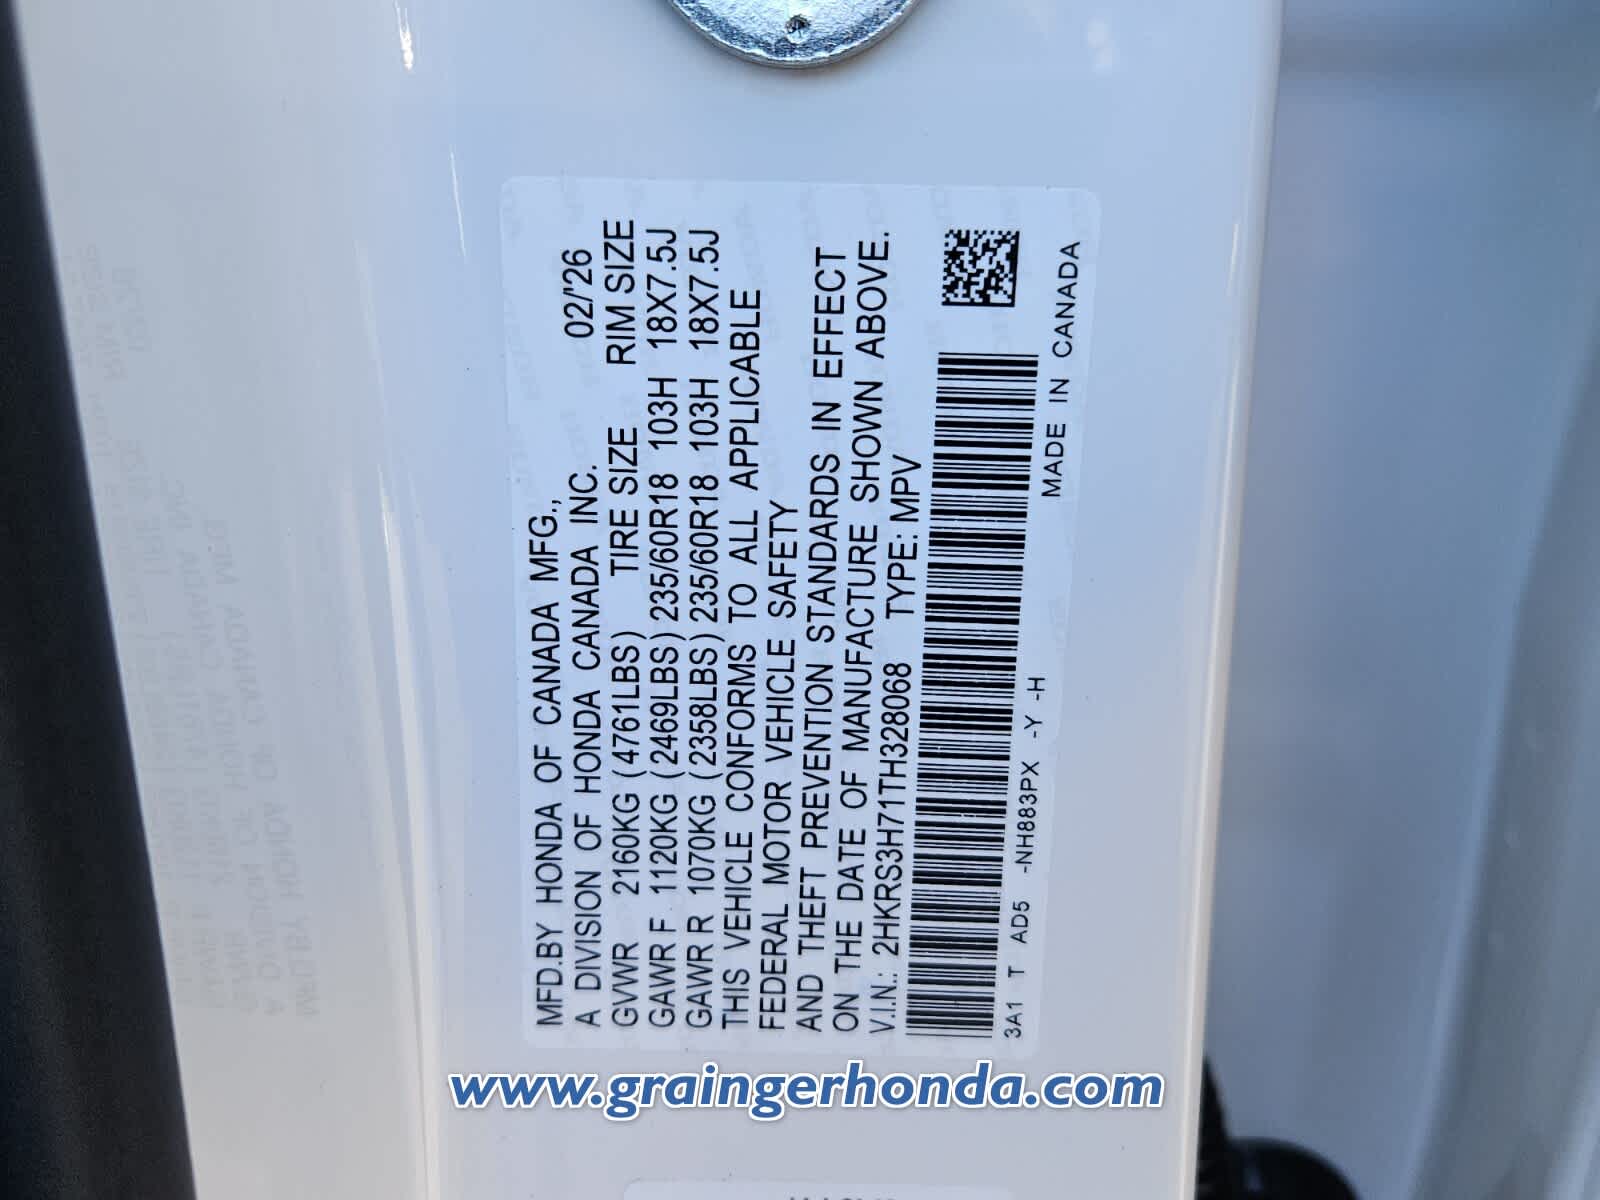 MFD.BY HONDA OF CANADA MFG.,
A DIVISION OF HONDA CANADA INC. 02/'26
GVWR 2160KG (4761LBS) TIRE SIZE RIM SIZE
GAWR F 1120KG (2469LBS) 235/60R18 103H 18X7.5J
GAWR R 1070KG (2358LBS) 235/60R18 103H 18X7.5J
THIS VEHICLE CONFORMS TO ALL APPLICABLE
FEDERAL MOTOR VEHICLE SAFETY
AND THEFT PREVENTION STANDARDS IN EFFECT
ON THE DATE OF MANUFACTURE SHOWN ABOVE.
V.I.N.: 2HKRS3H71TH328068 TYPE: MPV
3A1 T AD5 -NH883PX -Y -H
MADE IN CANADA
www.graingerhonda.com